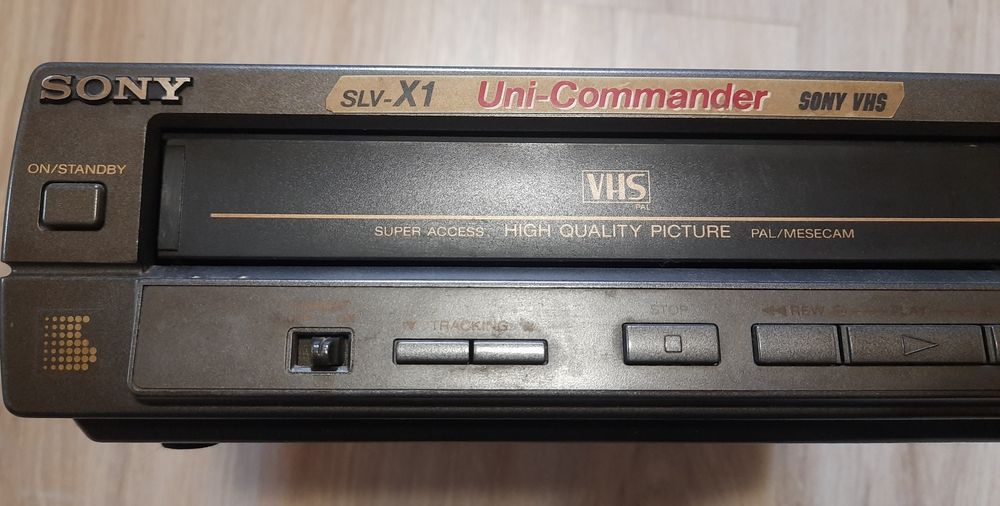 SONY
SLV-X1 Uni-Commander SONY VHS
ON/STANDBY
VHS
PAL
SUPER ACCESS HIGH QUALITY PICTURE PAL/MESECAM
TRACKING
STOP
REW
PLAY